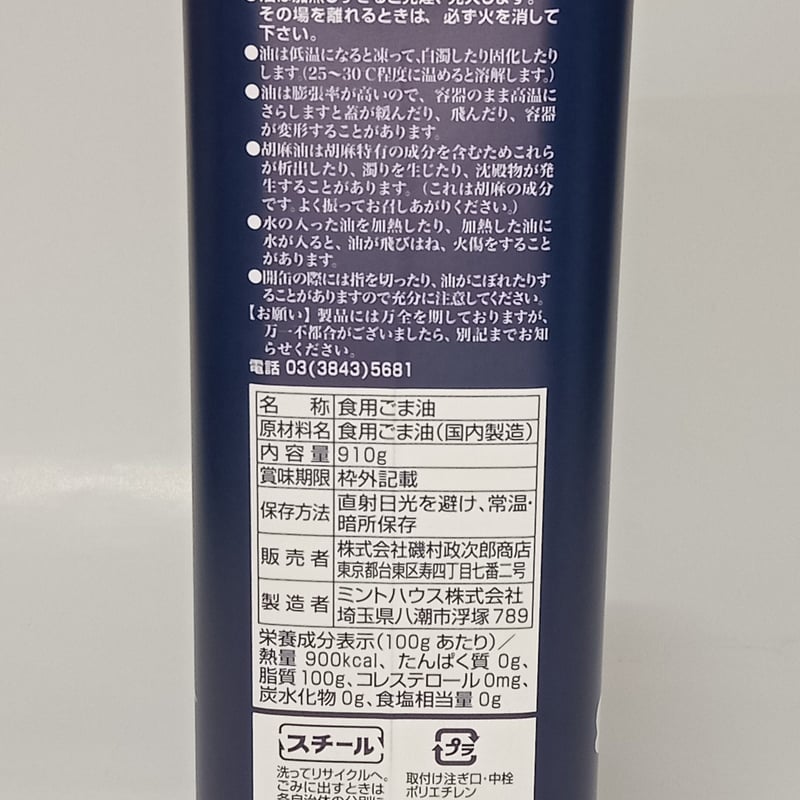 その場を離れるときは、必ず火を消して
下さい。
●油は低温になると凍って、白濁したり固化したり
します。(25～30℃程度に温めると溶解します。)
●油は膨張率が高いので、容器のまま高温に
さらしますと蓋が緩んだり、飛んだり、容器
が変形することがあります。
●胡麻油は胡麻特有の成分を含むためこれら
が析出したり、濁りを生じたり、沈殿物が発
生することがあります。(これは胡麻の成分
です。よく振ってお召しあがりください。)
●水の入った油を加熱したり、加熱した油に
水が入ると、油が飛びはね、火傷をすること
があります。
●開缶の際には指を切ったり、油がこぼれたりす
ることがありますので充分に注意してください。
【お願い】製品には万全を期しておりますが、
万一不都合がございましたら、別記までお知
らせください。
電話 03(3843)5681
名 称 食用ごま油
原材料名 食用ごま油(国内製造)
内容量 910g
賞味期限 枠外記載
保存方法 直射日光を避け、常温・
暗所保存
販売者 株式会社磯村政次郎商店
東京都台東区寿四丁目七番二号
製造者 ミントハウス株式会社
埼玉県八潮市浮塚789
栄養成分表示(100gあたり)／
熱量 900kcal、たんぱく質 0g、
脂質100g、コレステロール0mg、
炭水化物0g、食塩相当量0g
スチール
プラ
洗ってリサイクルへ。
ごみに出すときは
取付け注ぎ口・中栓
ポリエチレン